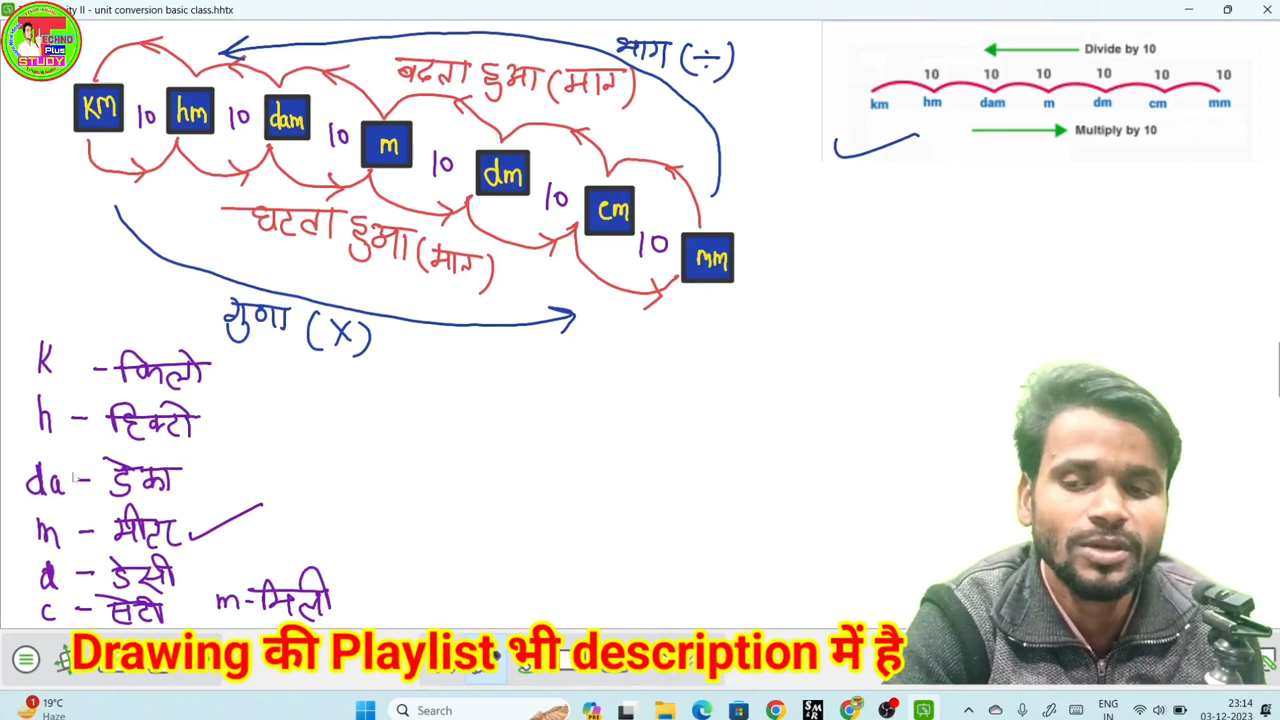 ity II - unit conversion basic class.hhtx
TECHNO
Plus
STUDY
भाग (÷)
बढ़ता हुआ (मान)
KM 10 hm 10 dam 10 m 10 dm 10 cm 10 mm
घटता हुआ (मान)
गुणा (X)
Divide by 10
10 10 10 10 10 10
km hm dam m dm cm mm
Multiply by 10
K - किलो
h - हिक्टो
da - डेका
m - मीटर
d - डेसी
c - सेंटी
m - मिली
Drawing की Playlist भी description में है
1
19°C
Haze
Search
ENG
IN
23:14
03-12-2023